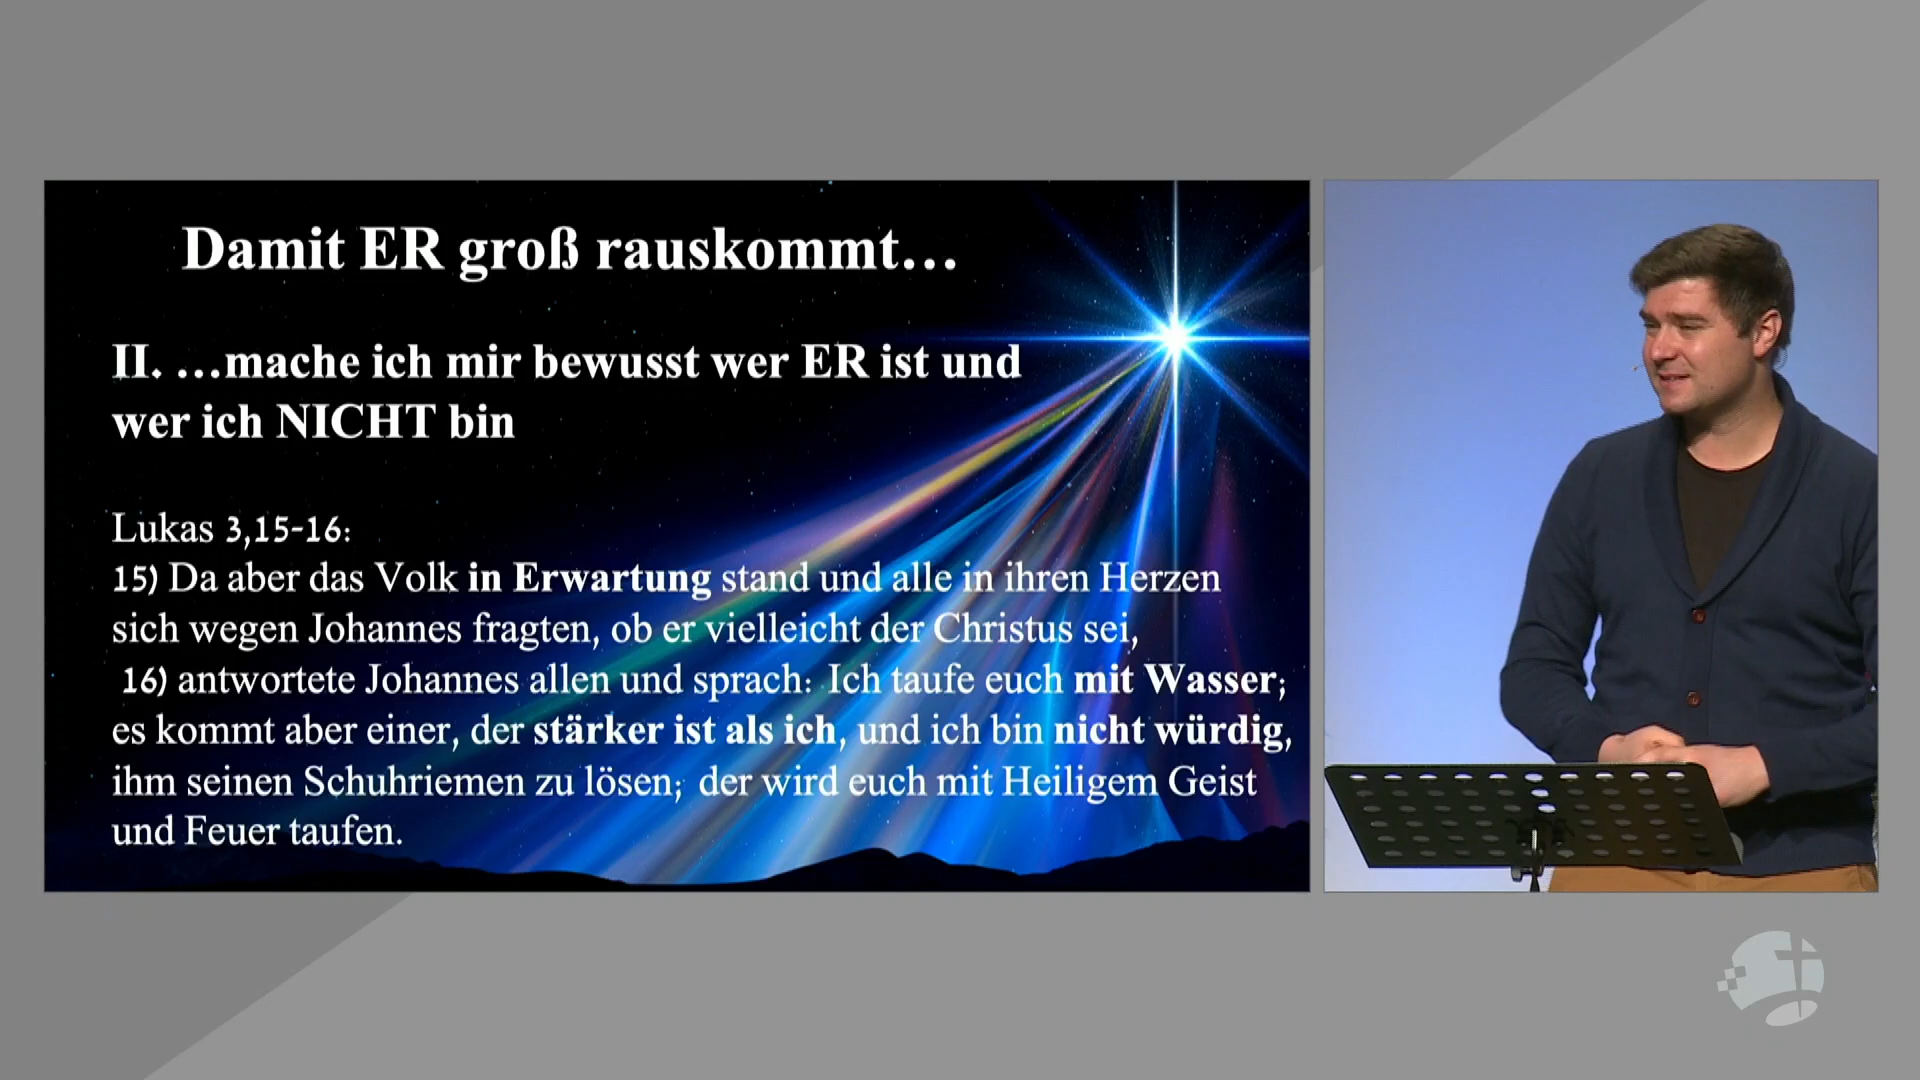 Damit ER groß rauskommt…
II. …mache ich mir bewusst wer ER ist und
wer ich NICHT bin
Lukas 3,15-16:
15) Da aber das Volk in Erwartung stand und alle in ihren Herzen
sich wegen Johannes fragten, ob er vielleicht der Christus sei,
16) antwortete Johannes allen und sprach: Ich taufe euch mit Wasser;
es kommt aber einer, der stärker ist als ich, und ich bin nicht würdig,
ihm seinen Schuhriemen zu lösen; der wird euch mit Heiligem Geist
und Feuer taufen.